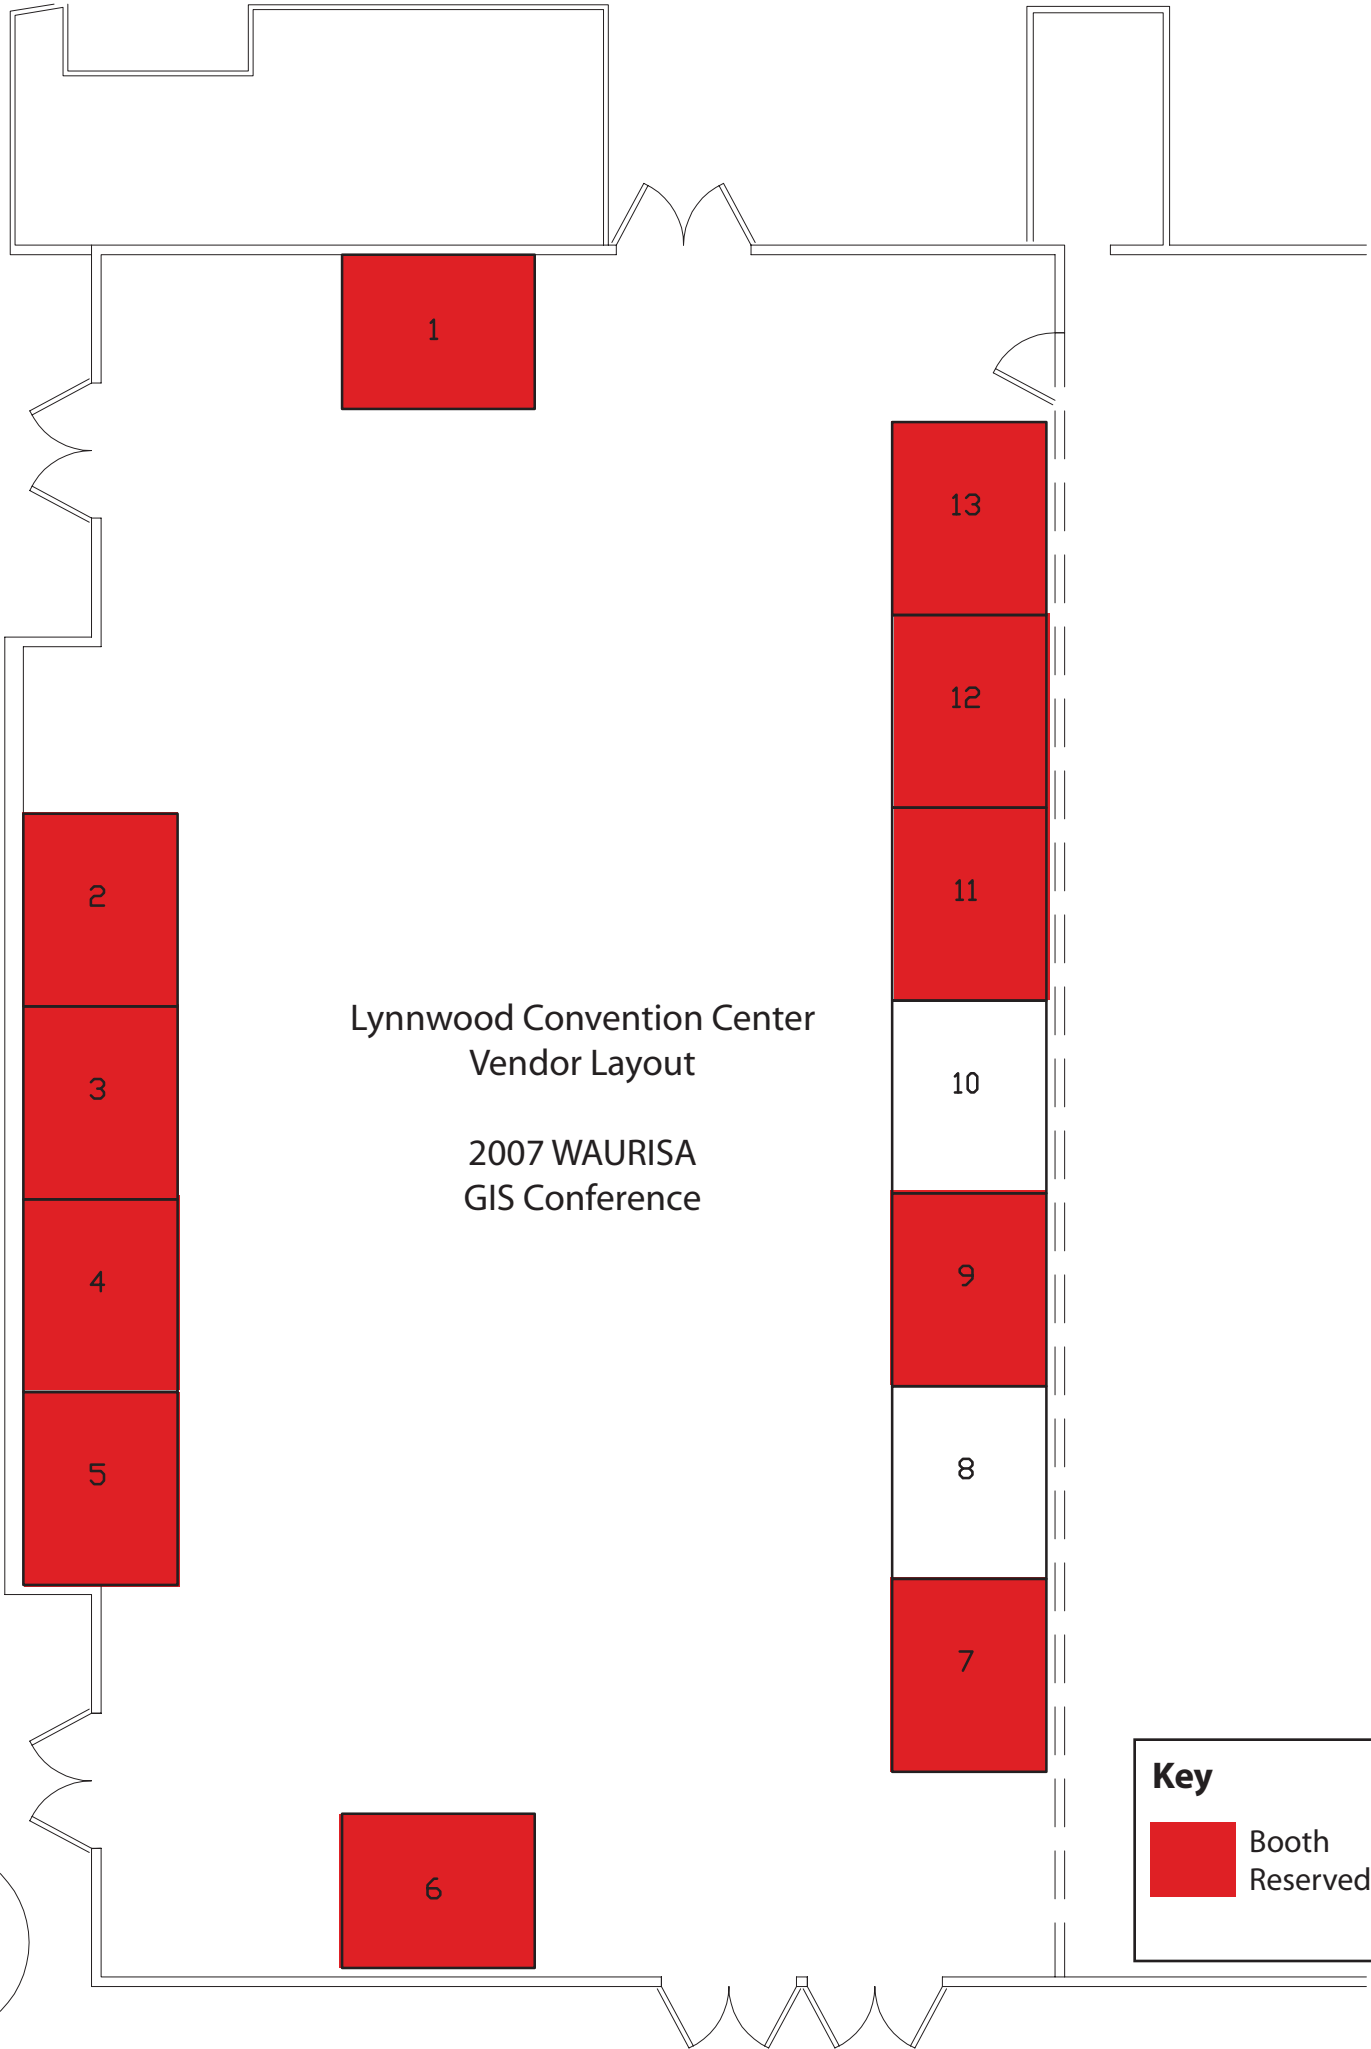 1
13
12
2
11
Lynnwood Convention Center
Vendor Layout
3
10
2007 WAURISA
GIS Conference
4
9
5
8
7
Key
Booth
Reserved
6